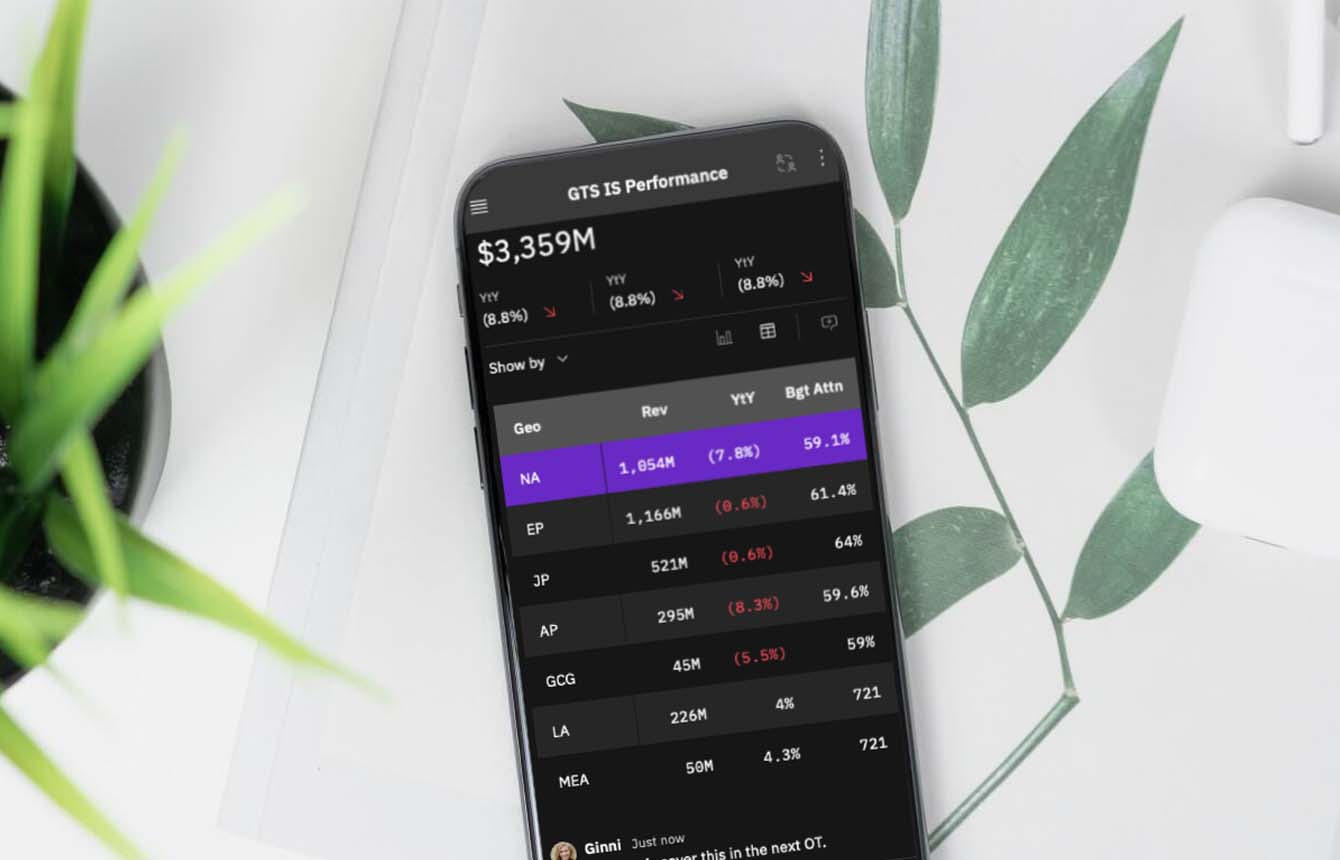 GTS IS Performance
$3,359M
YtY YtY YtY
(8.8%) (8.8%) (8.8%)
Show by
Geo Rev YtY Bgt Attn
NA 1,054M (7.8%) 59.1%
EP 1,166M (0.6%) 61.4%
JP 521M (0.6%) 64%
AP 295M (8.3%) 59.6%
GCG 45M (5.5%) 59%
LA 226M 4% 721
MEA 50M 4.3% 721
Ginni Just now
this in the next OT.